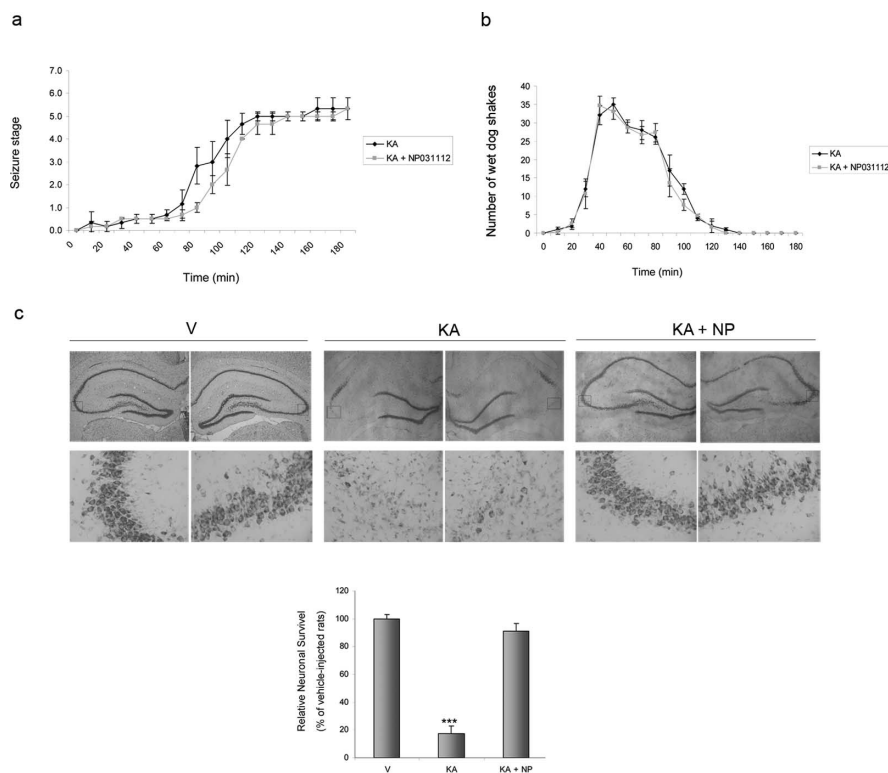 a
7.0
6.0
5.0
4.0
3.0
2.0
1.0
0.0
Seizure stage
0 20 40 60 80 100 120 140 160 180
Time (min)
KA
KA + NP031112
b
40
35
30
25
20
15
10
5
0
Number of wet dog shakes
0 20 40 60 80 100 120 140 160 180
Time (min)
KA
KA + NP031112
c
V
KA
KA + NP
120
100
80
60
40
20
0
Relative Neuronal Survivel
(% of vehicle-injected rats)
***
V KA KA + NP